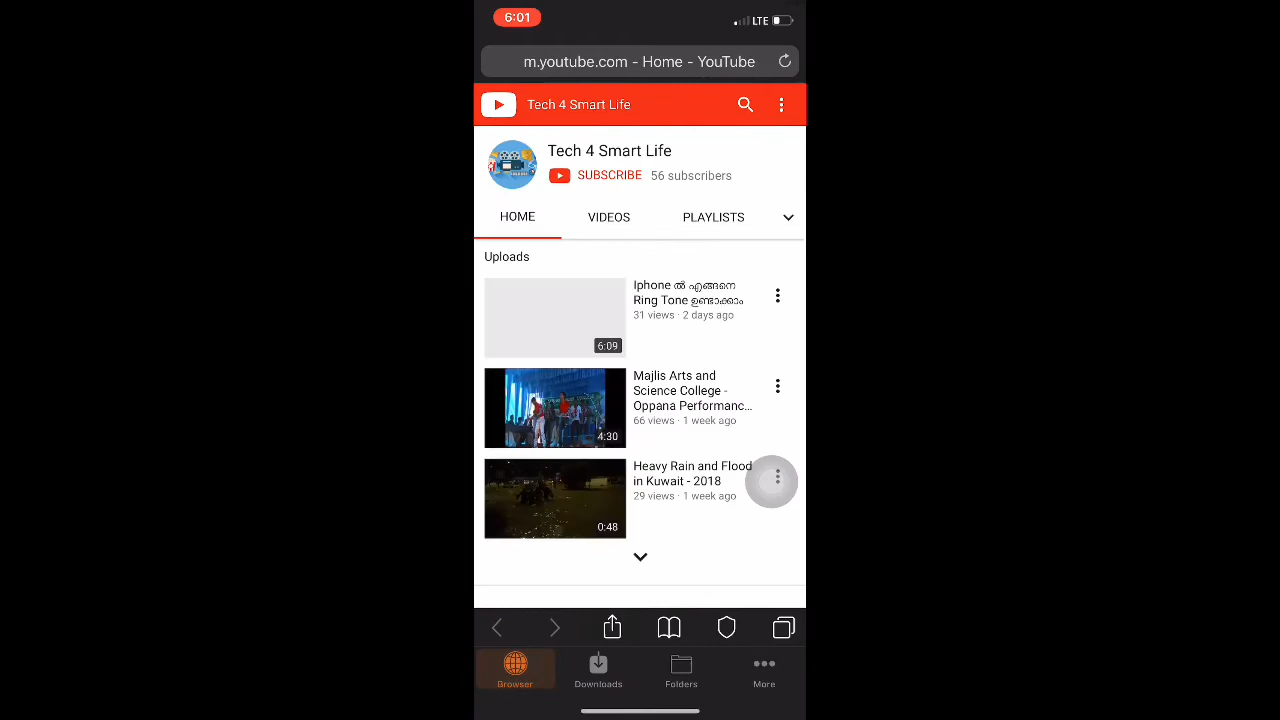 6:01
LTE
m.youtube.com - Home - YouTube
Tech 4 Smart Life
Tech 4 Smart Life
SUBSCRIBE 56 subscribers
HOME VIDEOS PLAYLISTS
Uploads
Iphone ൽ എങ്ങനെ
Ring Tone ഉണ്ടാക്കാം
31 views · 2 days ago
6:09
Majlis Arts and
Science College -
Oppana Performanc...
66 views · 1 week ago
4:30
Heavy Rain and Flood
in Kuwait - 2018
29 views · 1 week ago
0:48
Browser Downloads Folders More